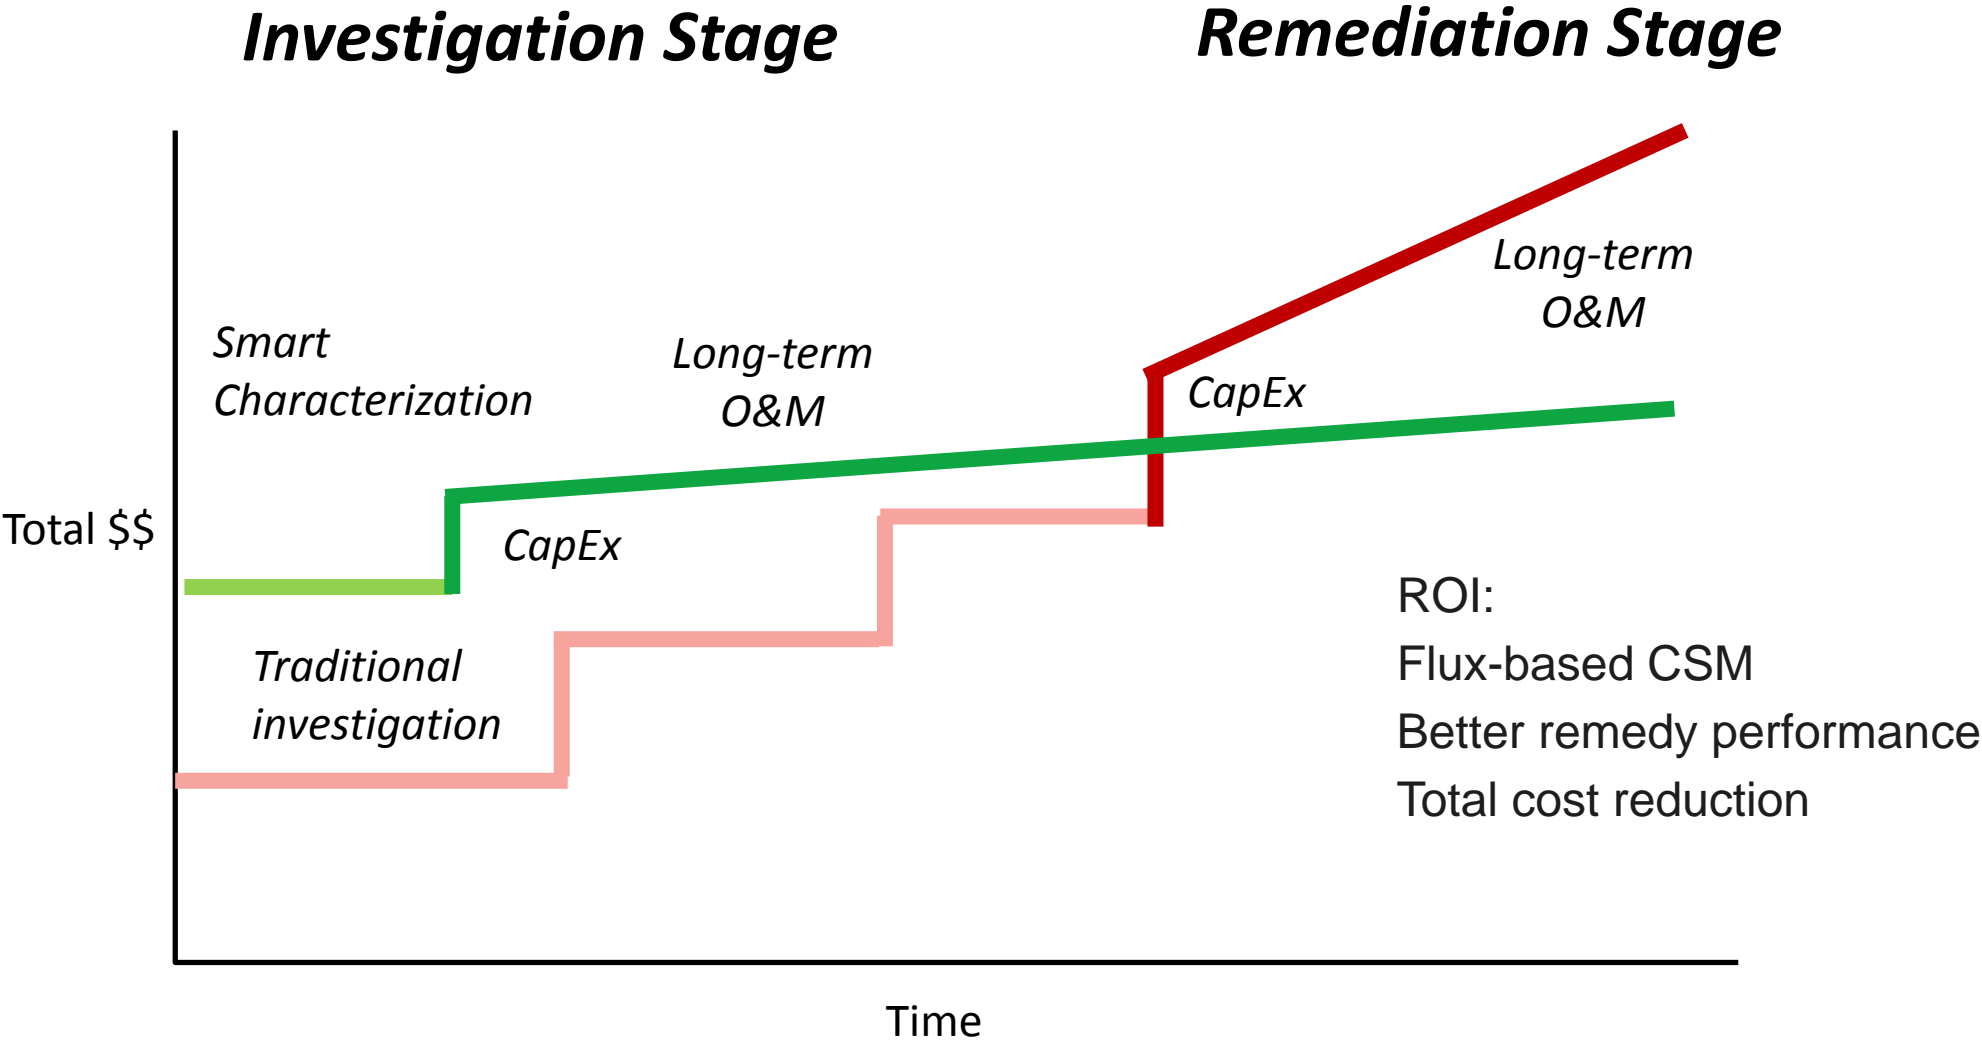 Investigation Stage
Remediation Stage
Smart
Characterization
Long-term
O&M
Long-term
O&M
CapEx
Total $$
CapEx
Traditional
investigation
ROI:
Flux-based CSM
Better remedy performance
Total cost reduction
Time